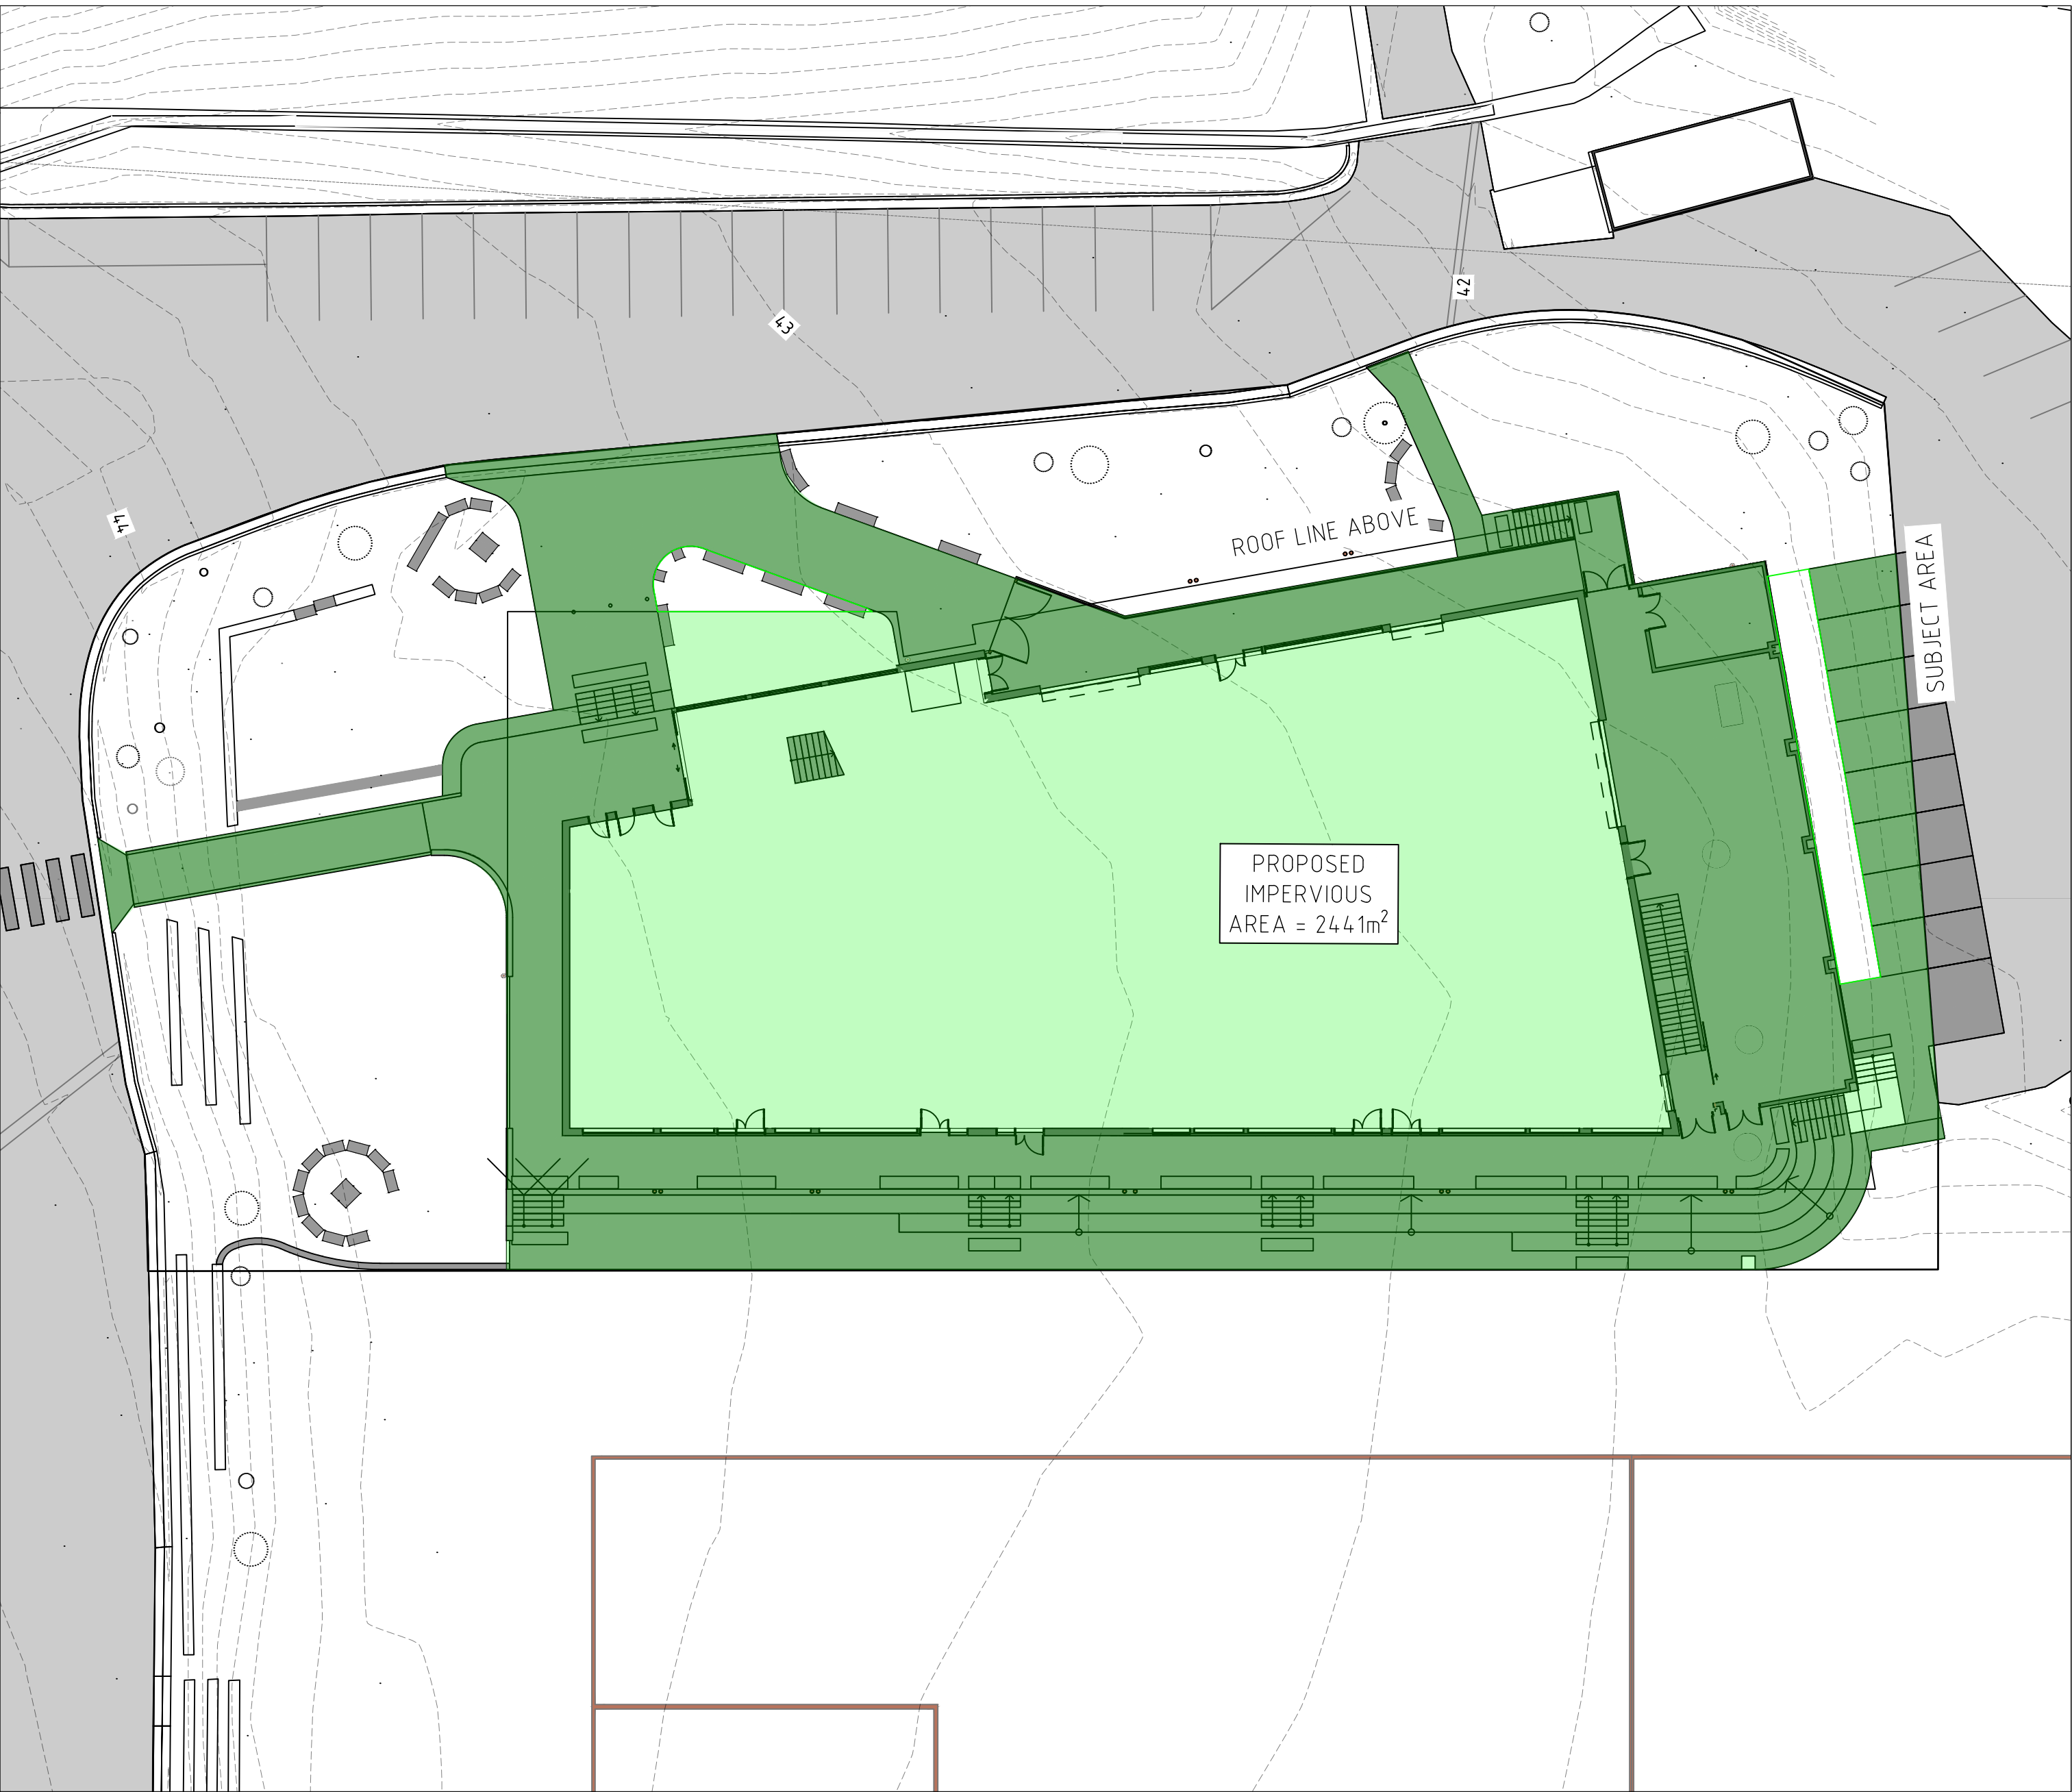 42
43
44
ROOF LINE ABOVE
SUBJECT AREA
PROPOSED
IMPERVIOUS
AREA = 2441m²